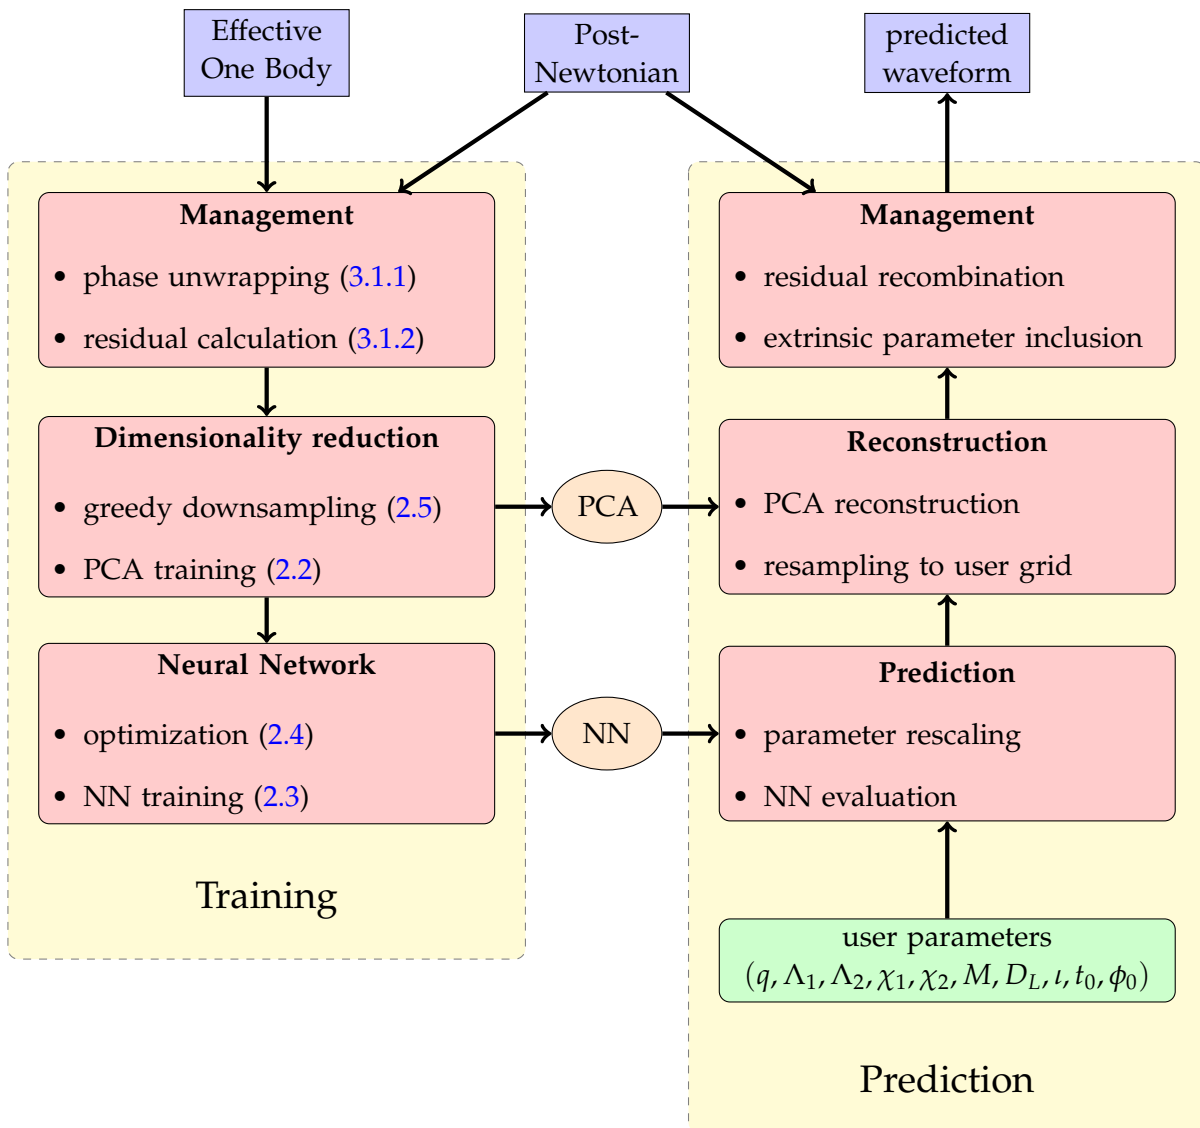 Effective
One Body
Post-
Newtonian
predicted
waveform
Management
• phase unwrapping (3.1.1)
• residual calculation (3.1.2)
Dimensionality reduction
• greedy downsampling (2.5)
• PCA training (2.2)
Neural Network
• optimization (2.4)
• NN training (2.3)
Training
PCA
NN
Management
• residual recombination
• extrinsic parameter inclusion
Reconstruction
• PCA reconstruction
• resampling to user grid
Prediction
• parameter rescaling
• NN evaluation
user parameters
(q, Λ₁, Λ₂, χ₁, χ₂, M, D_L, ι, t₀, ϕ₀)
Prediction